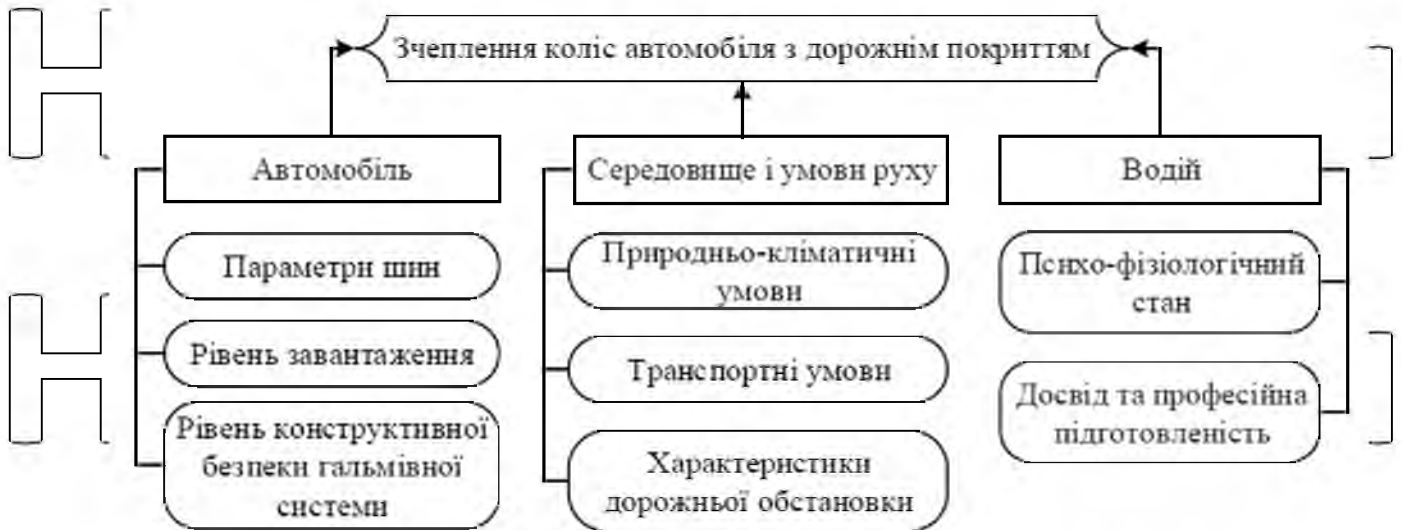 Зчеплення коліс автомобіля з дорожнім покриттям
Автомобіль
Параметри шин
Рівень завантаження
Рівень конструктивної
безпеки гальмівної
системи
Середовище і умови руху
Природньо-кліматичні
умови
Транспортні умови
Характеристики
дорожньої обстановки
Водій
Психо-фізіологічний
стан
Досвід та професійна
підготовленість